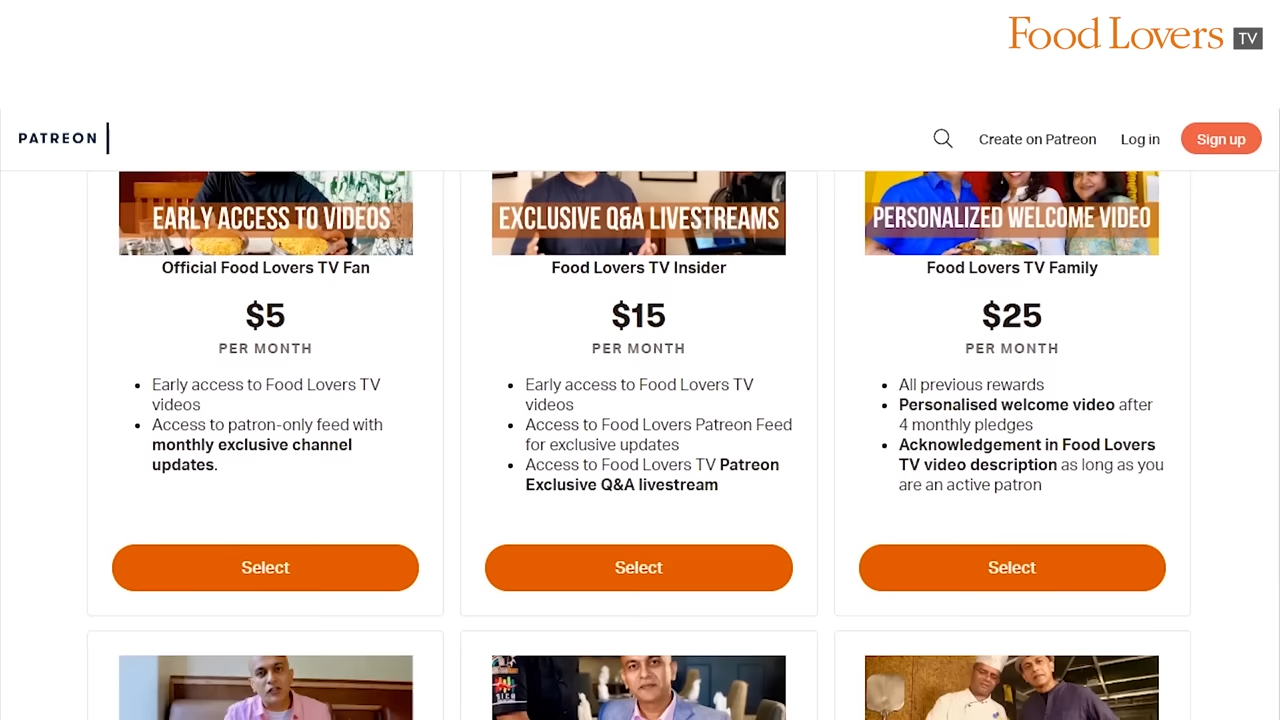 Food Lovers TV
PATREON
Create on Patreon
Log in
Sign up
EARLY ACCESS TO VIDEOS
Official Food Lovers TV Fan
$5
PER MONTH
Early access to Food Lovers TV
videos
Access to patron-only feed with
monthly exclusive channel
updates.
Select
EXCLUSIVE Q&A LIVESTREAMS
Food Lovers TV Insider
$15
PER MONTH
Early access to Food Lovers TV
videos
Access to Food Lovers Patreon Feed
for exclusive updates
Access to Food Lovers TV Patreon
Exclusive Q&A livestream
Select
PERSONALIZED WELCOME VIDEO
Food Lovers TV Family
$25
PER MONTH
All previous rewards
Personalised welcome video after
4 monthly pledges
Acknowledgement in Food Lovers
TV video description as long as you
are an active patron
Select